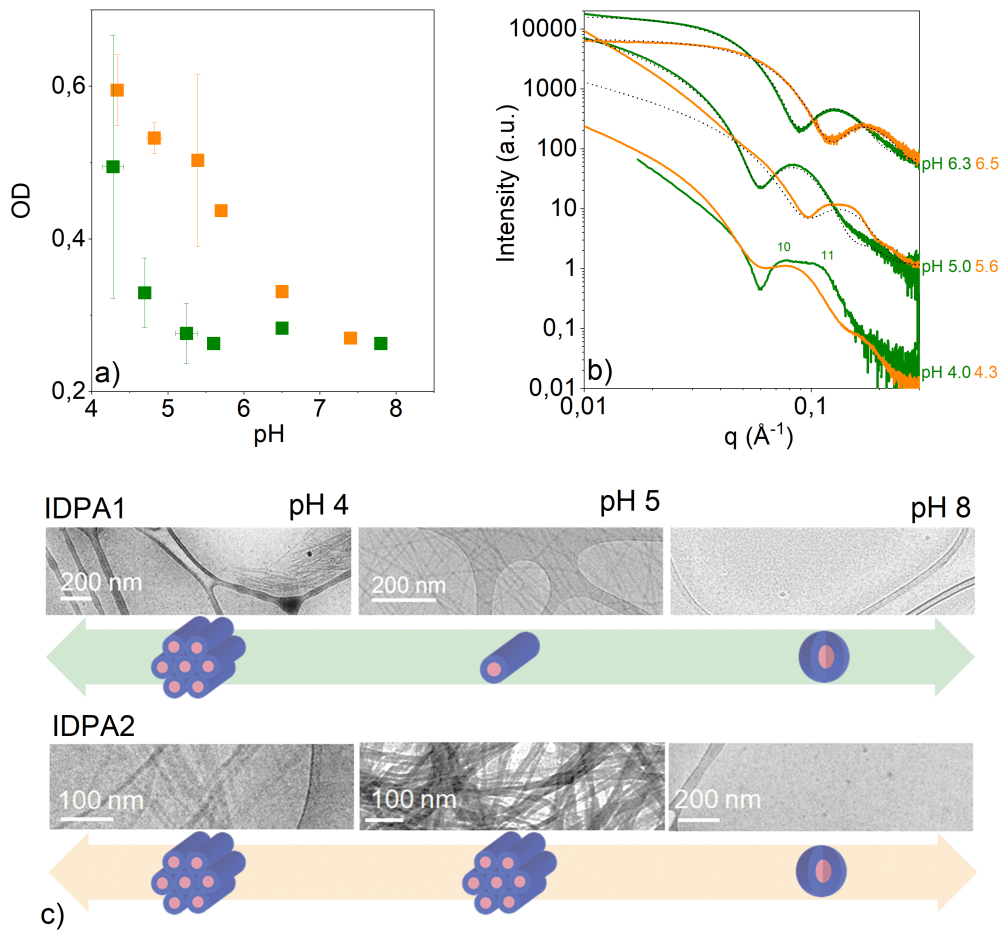 0,6
0,4
0,2
OD
a)
4 5 6 7 8
pH
10000
1000
100
10
1
0,1
0,01
Intensity (a.u.)
pH 6.3 6.5
pH 5.0 5.6
10 11
pH 4.0 4.3
b)
0,01 0,1
q (Å-1)
IDPA1 pH 4 pH 5 pH 8
200 nm 200 nm 200 nm
IDPA2
100 nm 100 nm 200 nm
c)